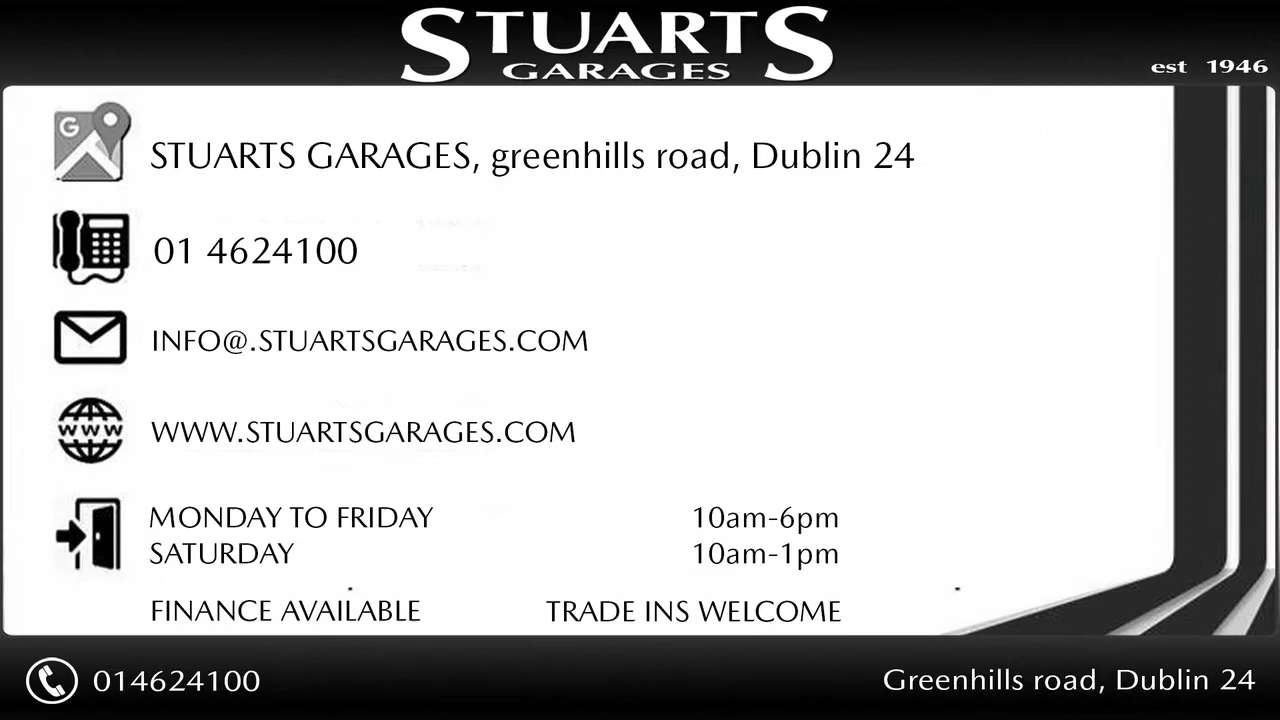 STUARTS
GARAGES
est 1946
G
STUARTS GARAGES, greenhills road, Dublin 24
01 4624100
INFO@.STUARTSGARAGES.COM
WWW
WWW.STUARTSGARAGES.COM
MONDAY TO FRIDAY 10am-6pm
SATURDAY 10am-1pm
FINANCE AVAILABLE TRADE INS WELCOME
014624100 Greenhills road, Dublin 24